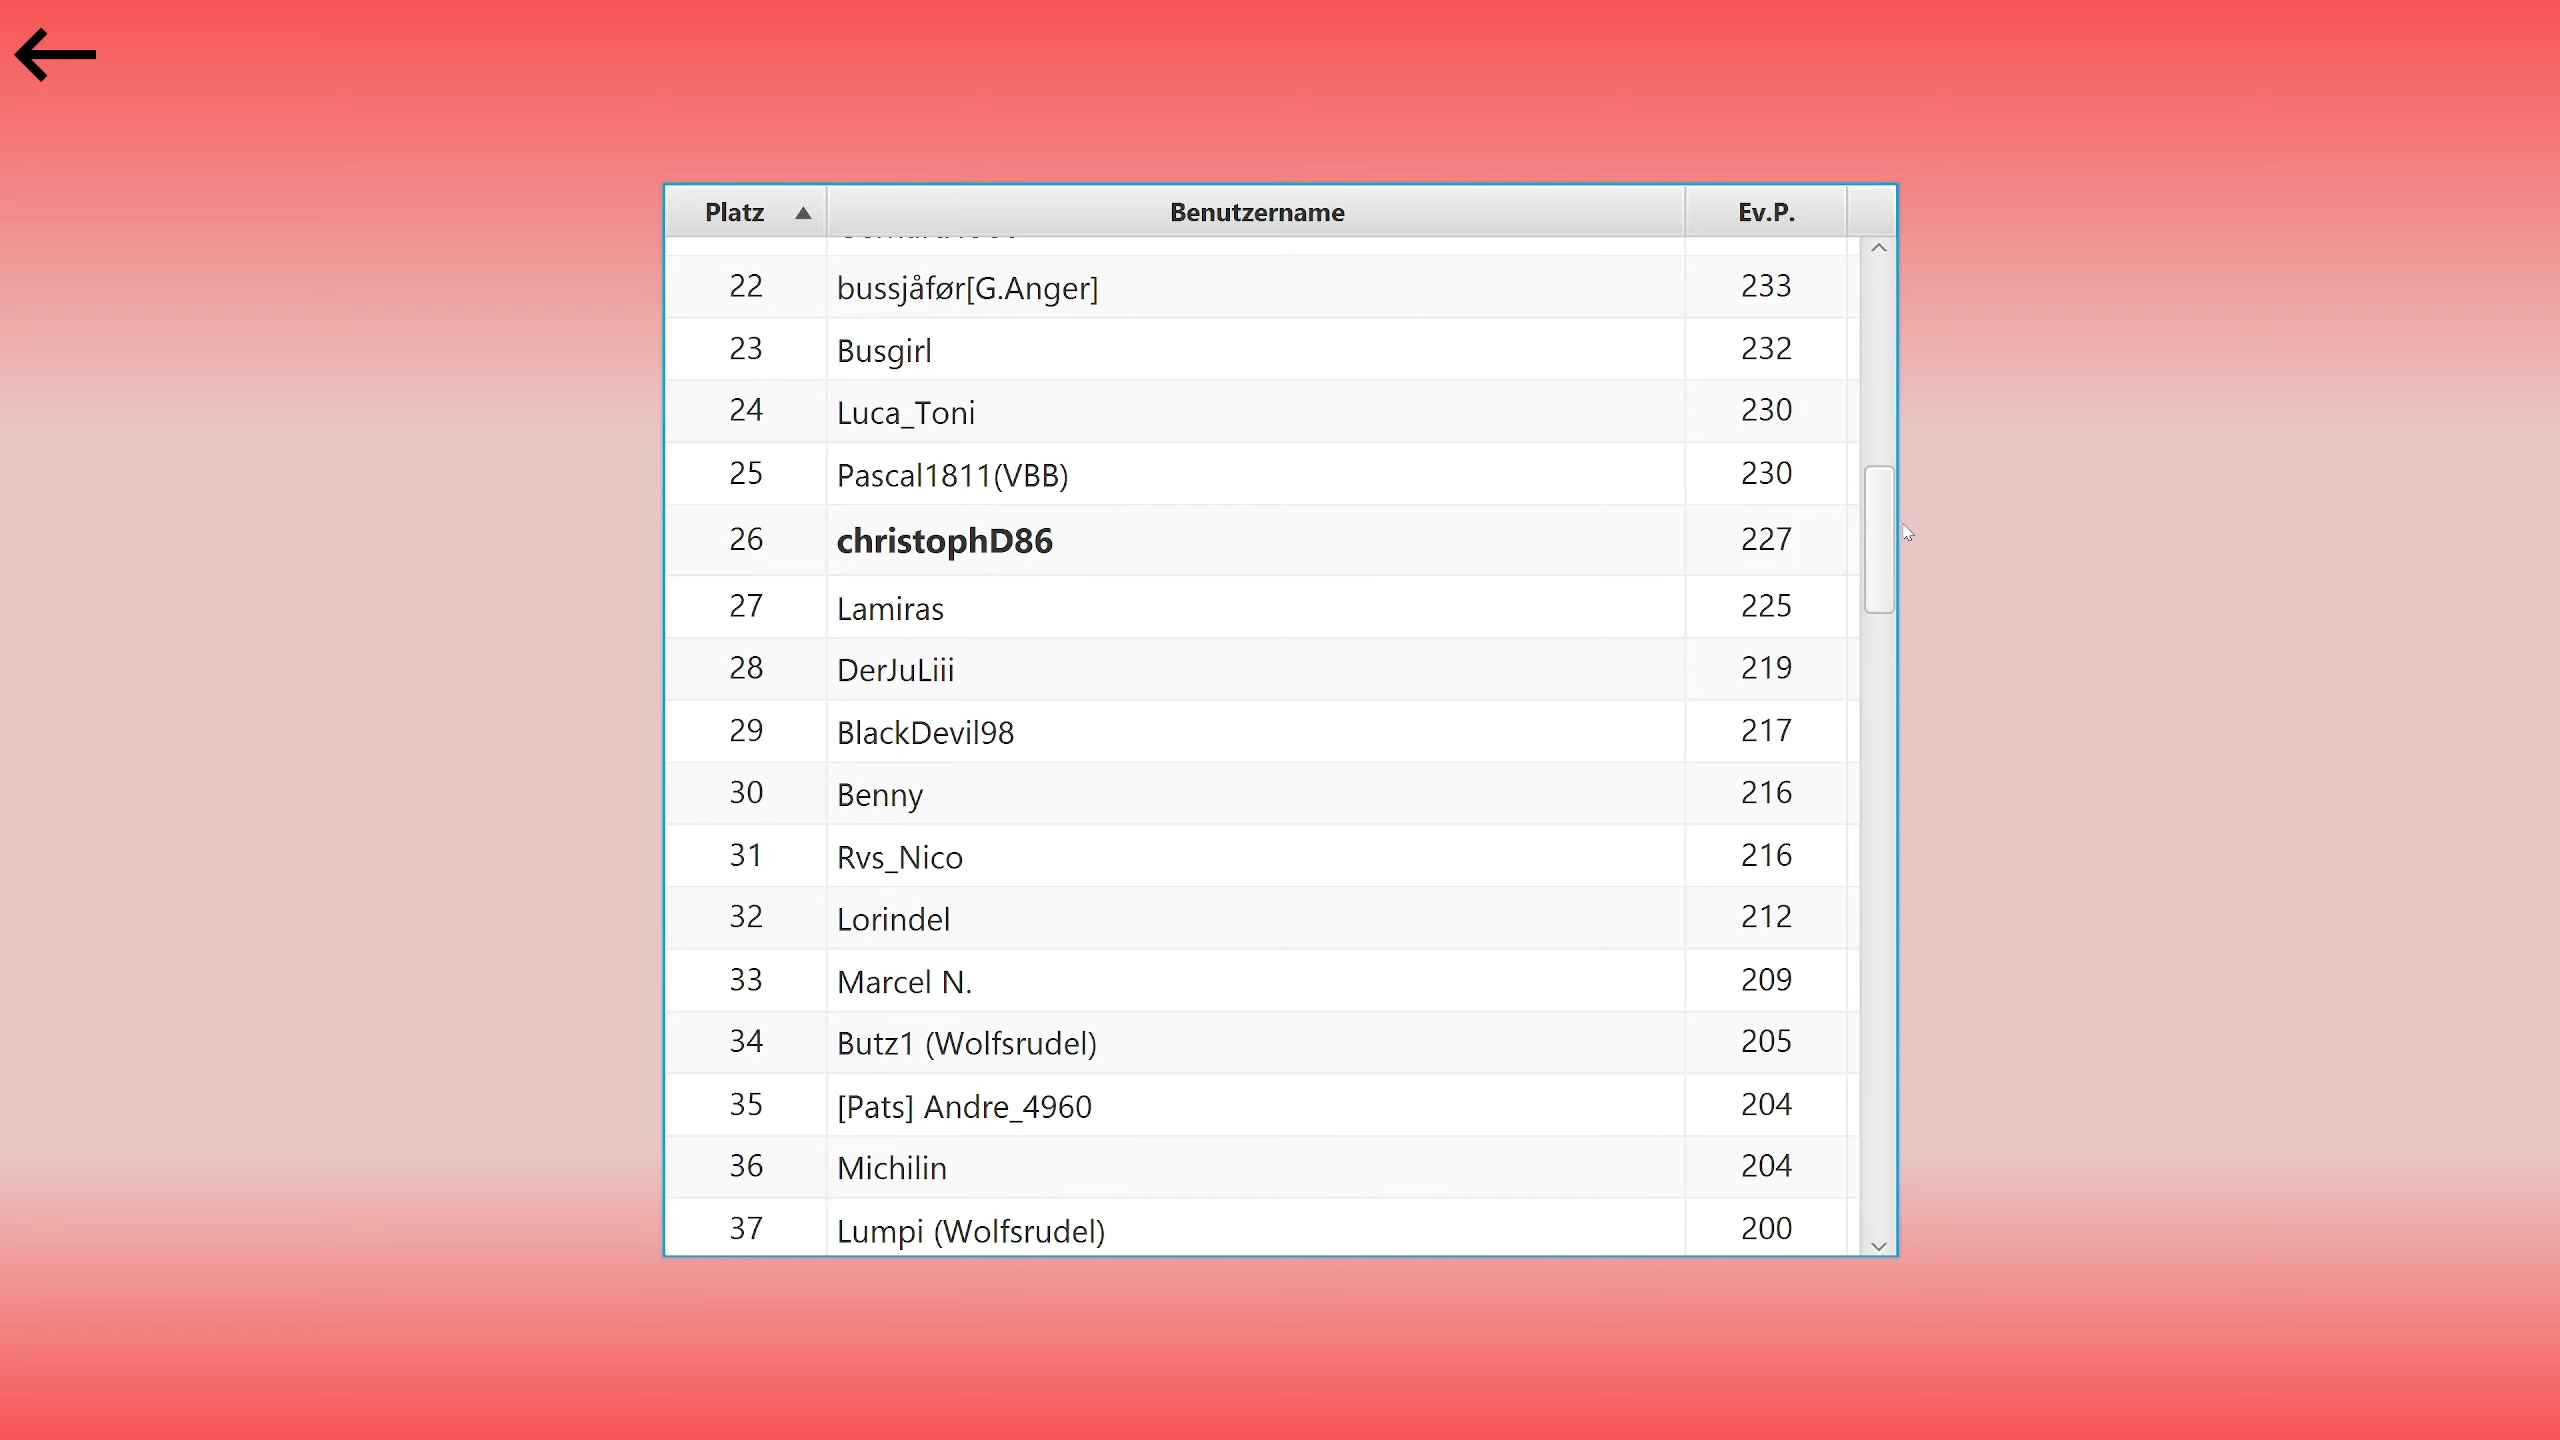 Platz Benutzername Ev.P.
22 bussjåfør[G.Anger] 233
23 Busgirl 232
24 Luca_Toni 230
25 Pascal1811(VBB) 230
26 christophD86 227
27 Lamiras 225
28 DerJuLiii 219
29 BlackDevil98 217
30 Benny 216
31 Rvs_Nico 216
32 Lorindel 212
33 Marcel N. 209
34 Butz1 (Wolfsrudel) 205
35 [Pats] Andre_4960 204
36 Michilin 204
37 Lumpi (Wolfsrudel) 200